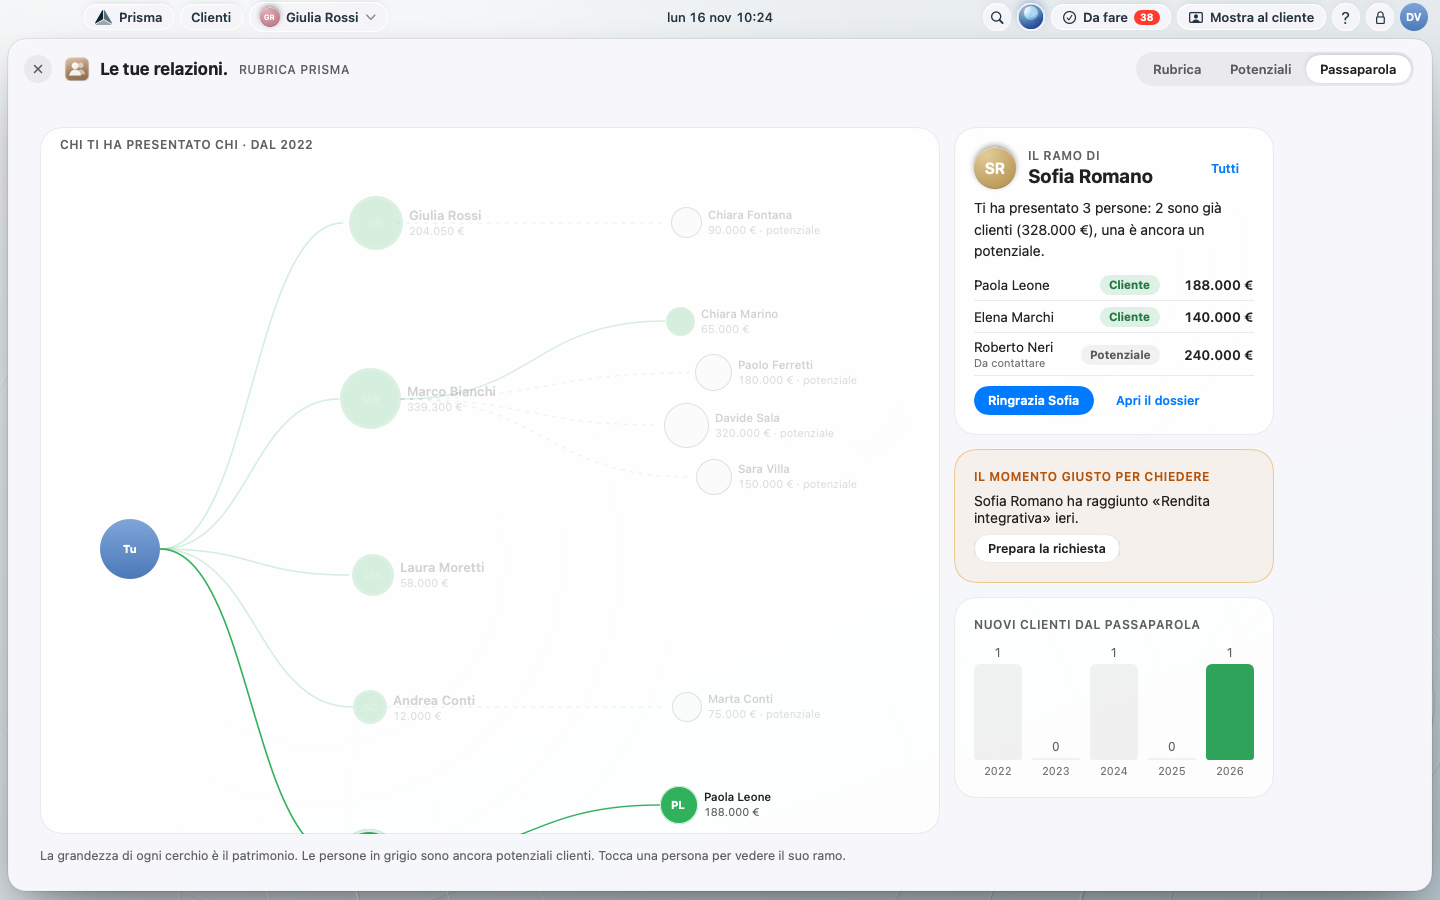 Prisma
Clienti
GR Giulia Rossi
lun 16 nov 10:24
Da fare 38
Mostra al cliente
?
DV
Le tue relazioni. RUBRICA PRISMA
Rubrica
Potenziali
Passaparola
CHI TI HA PRESENTATO CHI · DAL 2022
Giulia Rossi
204.050 €
Chiara Fontana
90.000 € · potenziale
Chiara Marino
65.000 €
Paolo Ferretti
180.000 € · potenziale
Marco Bianchi
339.300 €
Davide Sala
320.000 € · potenziale
Sara Villa
150.000 € · potenziale
Tu
Laura Moretti
58.000 €
Andrea Conti
12.000 €
Marta Conti
75.000 € · potenziale
PL
Paola Leone
188.000 €
SR
IL RAMO DI
Sofia Romano
Tutti
Ti ha presentato 3 persone: 2 sono già
clienti (328.000 €), una è ancora un
potenziale.
Paola Leone Cliente 188.000 €
Elena Marchi Cliente 140.000 €
Roberto Neri Potenziale 240.000 €
Da contattare
Ringrazia Sofia
Apri il dossier
IL MOMENTO GIUSTO PER CHIEDERE
Sofia Romano ha raggiunto «Rendita
integrativa» ieri.
Prepara la richiesta
NUOVI CLIENTI DAL PASSAPAROLA
1 0 1 0 1
2022 2023 2024 2025 2026
La grandezza di ogni cerchio è il patrimonio. Le persone in grigio sono ancora potenziali clienti. Tocca una persona per vedere il suo ramo.